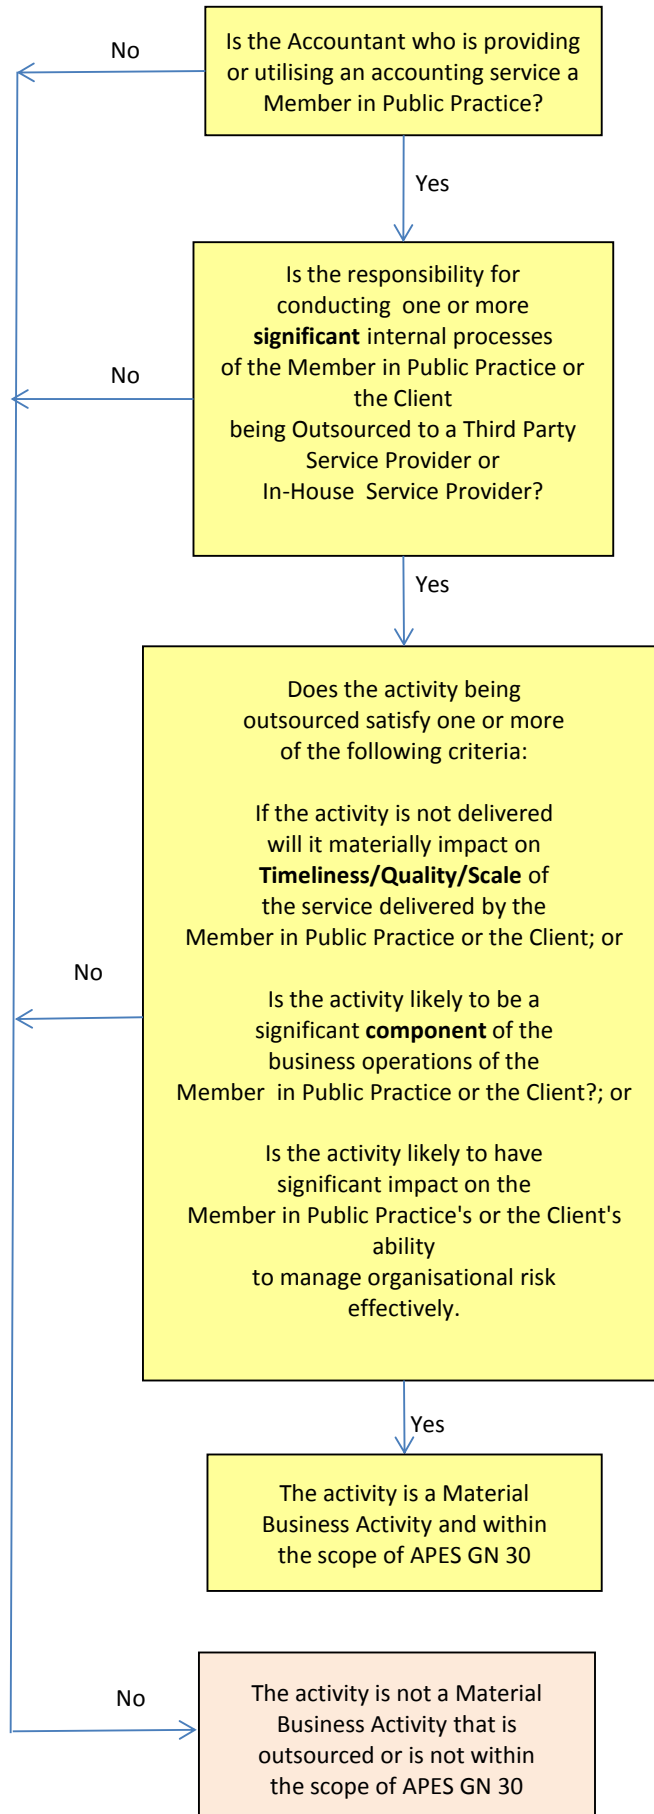 Is the Accountant who is providing
or utilising an accounting service a
Member in Public Practice?
No
Yes
Is the responsibility for
conducting one or more
significant internal processes
of the Member in Public Practice or
the Client
being Outsourced to a Third Party
Service Provider or
In-House Service Provider?
No
Yes
Does the activity being
outsourced satisfy one or more
of the following criteria:
If the activity is not delivered
will it materially impact on
Timeliness/Quality/Scale of
the service delivered by the
Member in Public Practice or the Client; or
Is the activity likely to be a
significant component of the
business operations of the
Member in Public Practice or the Client?; or
Is the activity likely to have
significant impact on the
Member in Public Practice's or the Client's
ability
to manage organisational risk
effectively.
No
Yes
The activity is a Material
Business Activity and within
the scope of APES GN 30
No
The activity is not a Material
Business Activity that is
outsourced or is not within
the scope of APES GN 30